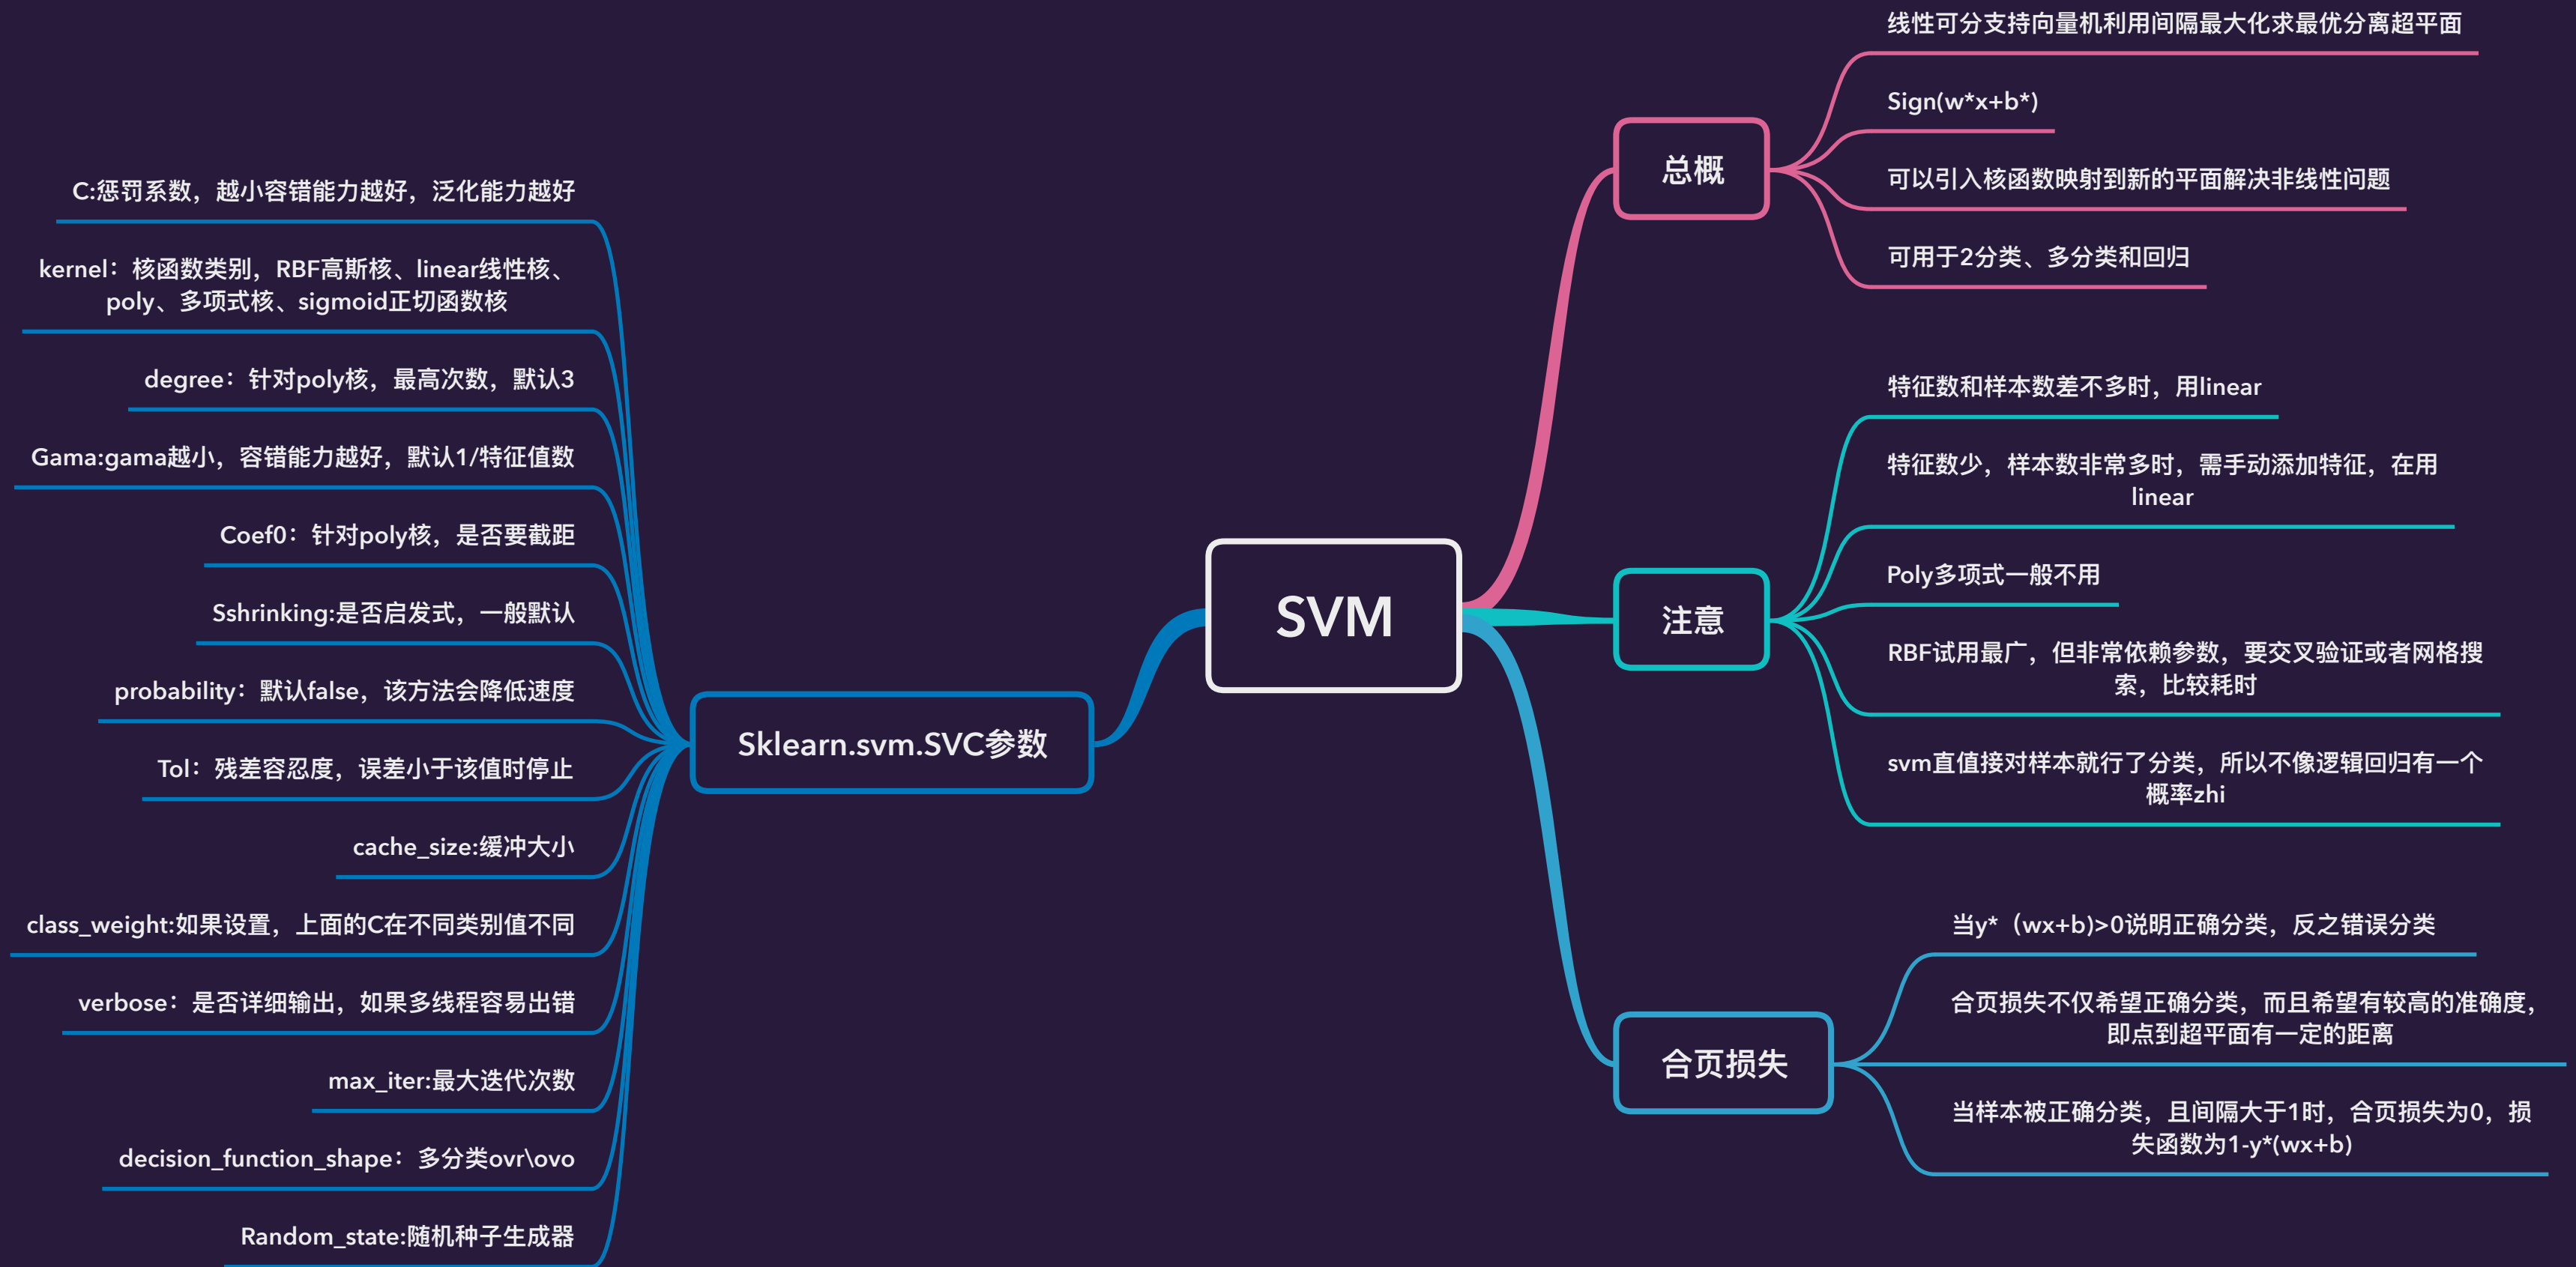 SVM
总概
线性可分支持向量机利用间隔最大化求最优分离超平面
Sign(w*x+b*)
可以引入核函数映射到新的平面解决非线性问题
可用于2分类、多分类和回归
注意
特征数和样本数差不多时，用linear
特征数少，样本数非常多时，需手动添加特征，在用
linear
Poly多项式一般不用
RBF试用最广，但非常依赖参数，要交叉验证或者网格搜
索，比较耗时
svm直值接对样本就行了分类，所以不像逻辑回归有一个
概率zhi
合页损失
当y*（wx+b)>0说明正确分类，反之错误分类
合页损失不仅希望正确分类，而且希望有较高的准确度，
即点到超平面有一定的距离
当样本被正确分类，且间隔大于1时，合页损失为0，损
失函数为1-y*(wx+b)
Sklearn.svm.SVC参数
C:惩罚系数，越小容错能力越好，泛化能力越好
kernel：核函数类别，RBF高斯核、linear线性核、
poly、多项式核、sigmoid正切函数核
degree：针对poly核，最高次数，默认3
Gama:gama越小，容错能力越好，默认1/特征值数
Coef0：针对poly核，是否要截距
Sshrinking:是否启发式，一般默认
probability：默认false，该方法会降低速度
Tol：残差容忍度，误差小于该值时停止
cache_size:缓冲大小
class_weight:如果设置，上面的C在不同类别值不同
verbose：是否详细输出，如果多线程容易出错
max_iter:最大迭代次数
decision_function_shape：多分类ovr\ovo
Random_state:随机种子生成器